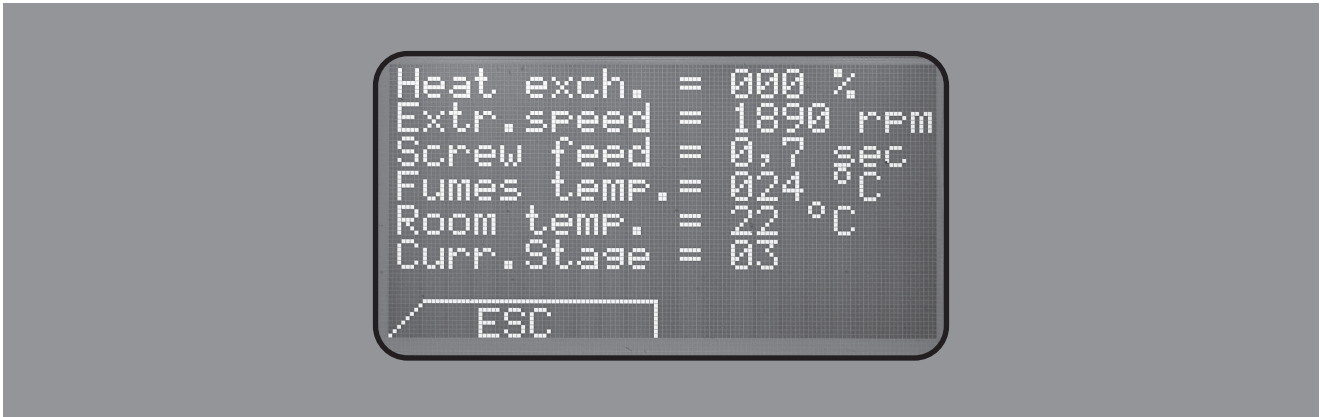 Heat exch. = 000 %
Extr.speed = 1890 rpm
Screw feed = 0,7 sec
Fumes temp.= 024 °C
Room temp. = 22 °C
Curr.Stage = 03
ESC